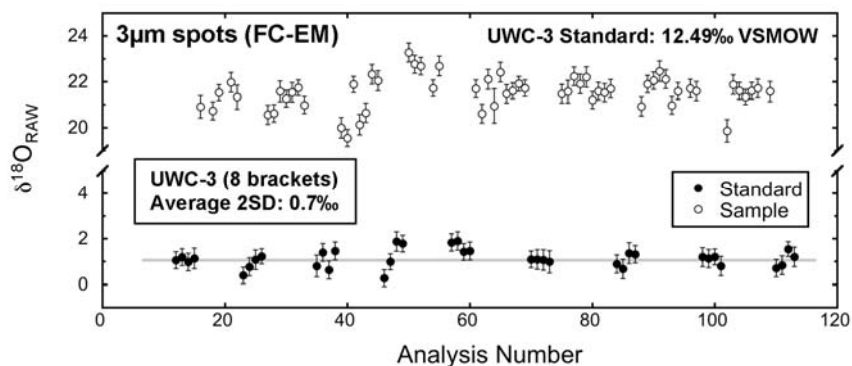 3μm spots (FC-EM)
UWC-3 Standard: 12.49‰ VSMOW
24
22
20
4
2
0
δ¹⁸O_RAW
UWC-3 (8 brackets)
Average 2SD: 0.7‰
Standard
Sample
0 20 40 60 80 100 120
Analysis Number